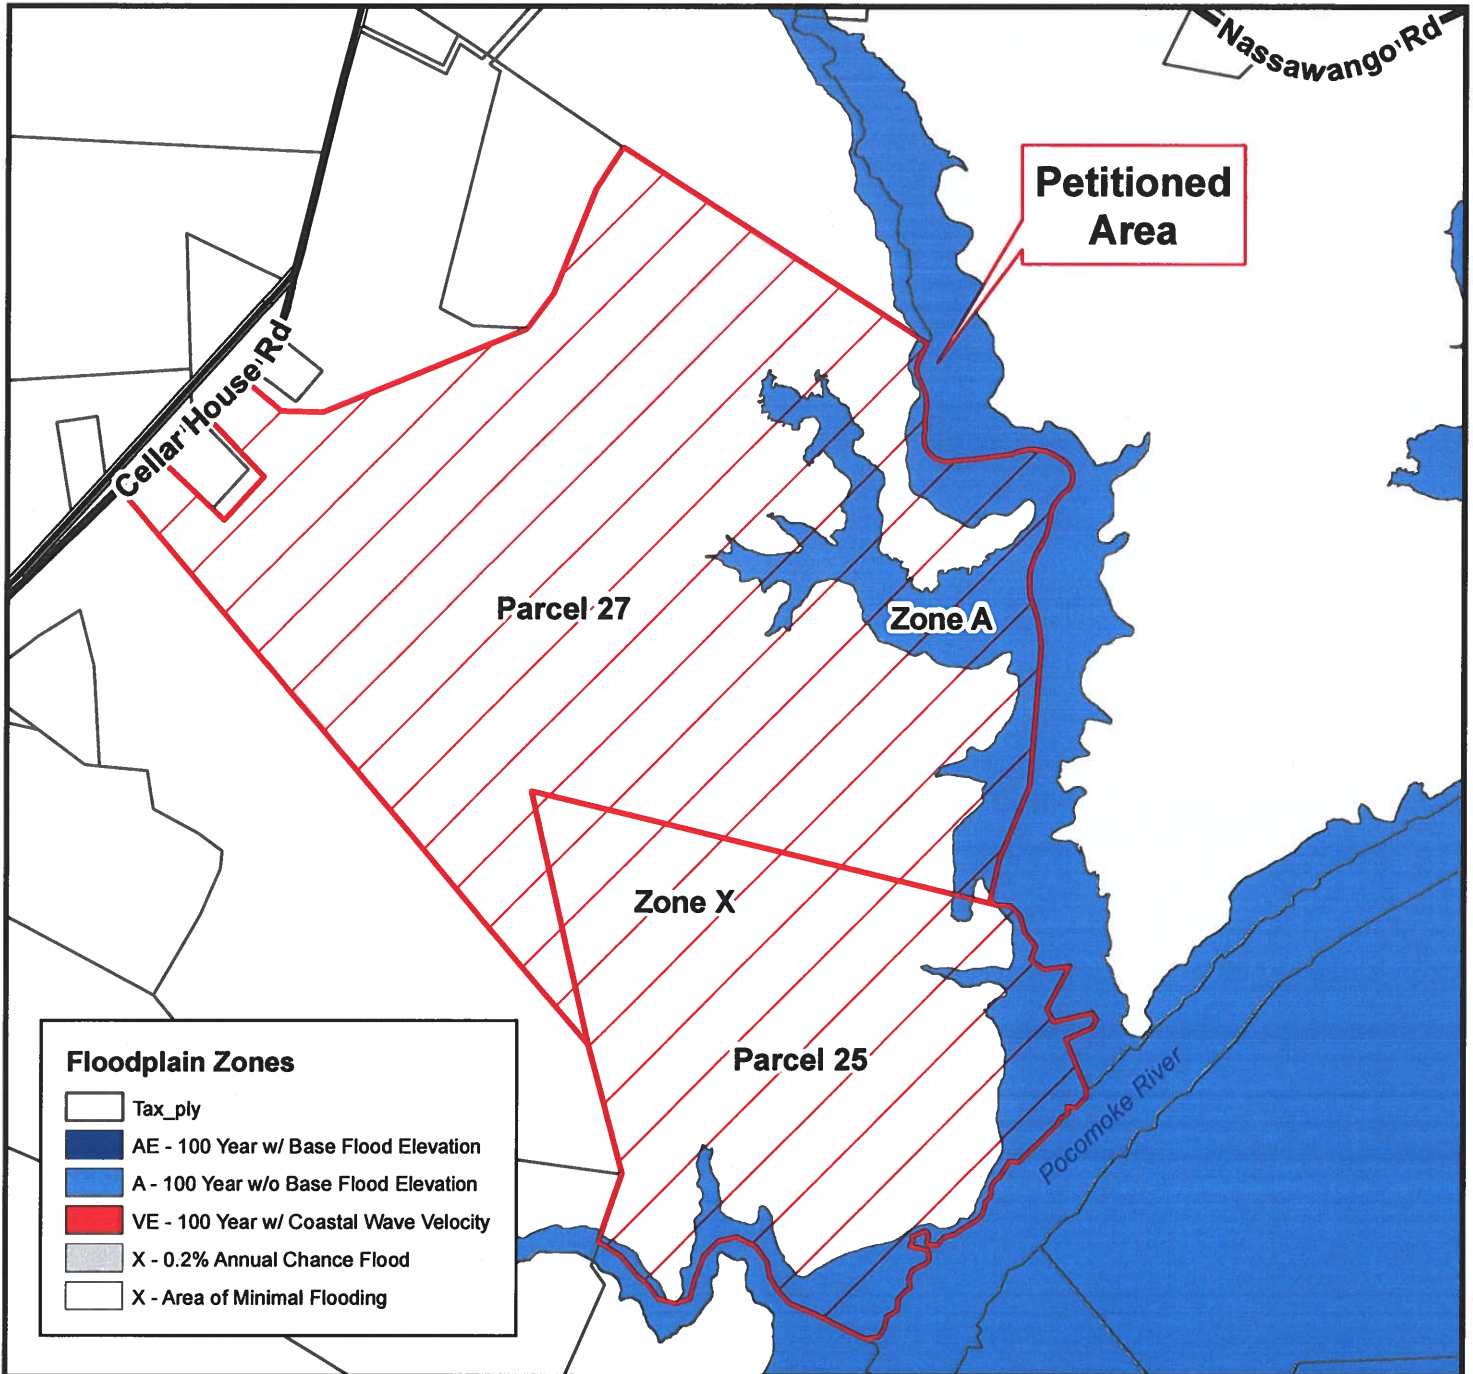 Nassawango Rd
Petitioned
Area
Cellar House Rd
Parcel 27
Zone A
Zone X
Parcel 25
Pocomoke River
Floodplain Zones
Tax_ply
AE - 100 Year w/ Base Flood Elevation
A - 100 Year w/o Base Flood Elevation
VE - 100 Year w/ Coastal Wave Velocity
X - 0.2% Annual Chance Flood
X - Area of Minimal Flooding